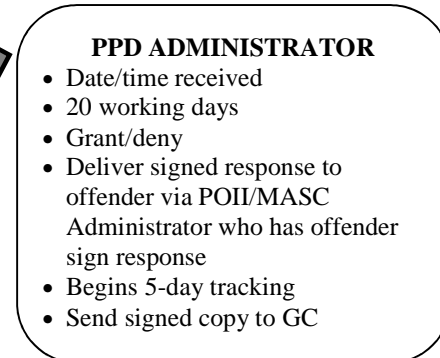 PPD ADMINISTRATOR
• Date/time received
• 20 working days
• Grant/deny
• Deliver signed response to
offender via POII/MASC
Administrator who has offender
sign response
• Begins 5-day tracking
• Send signed copy to GC